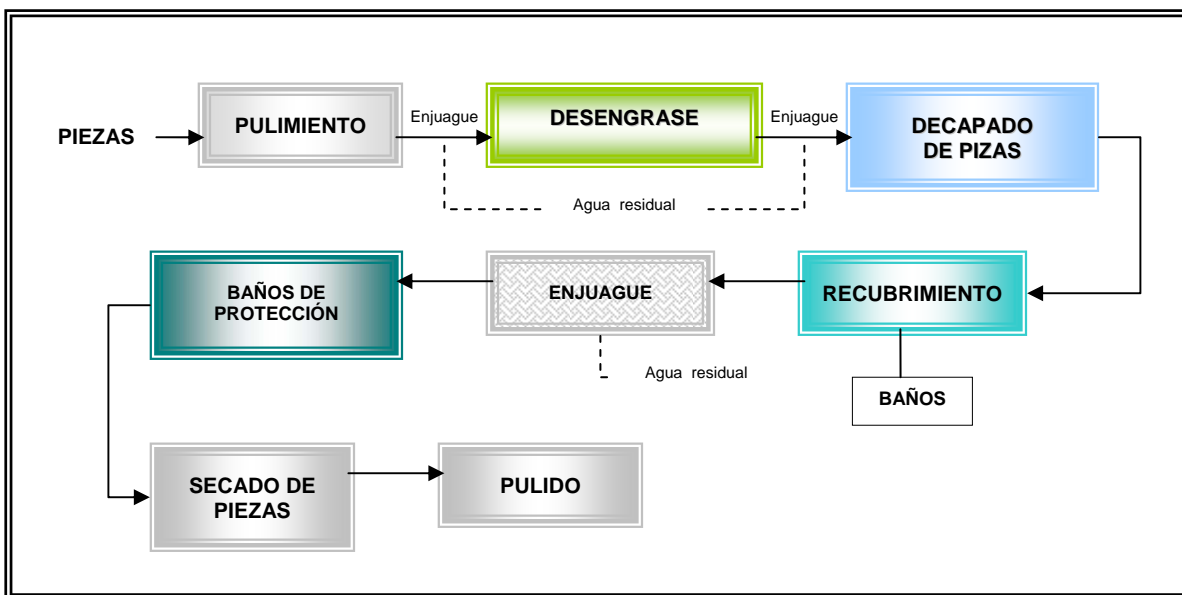 PIEZAS
PULIMIENTO
Enjuague
DESENGRASE
Enjuague
DECAPADO
DE PIZAS
Agua residual
BAÑOS DE
PROTECCIÓN
ENJUAGUE
RECUBRIMIENTO
Agua residual
BAÑOS
SECADO DE
PIEZAS
PULIDO